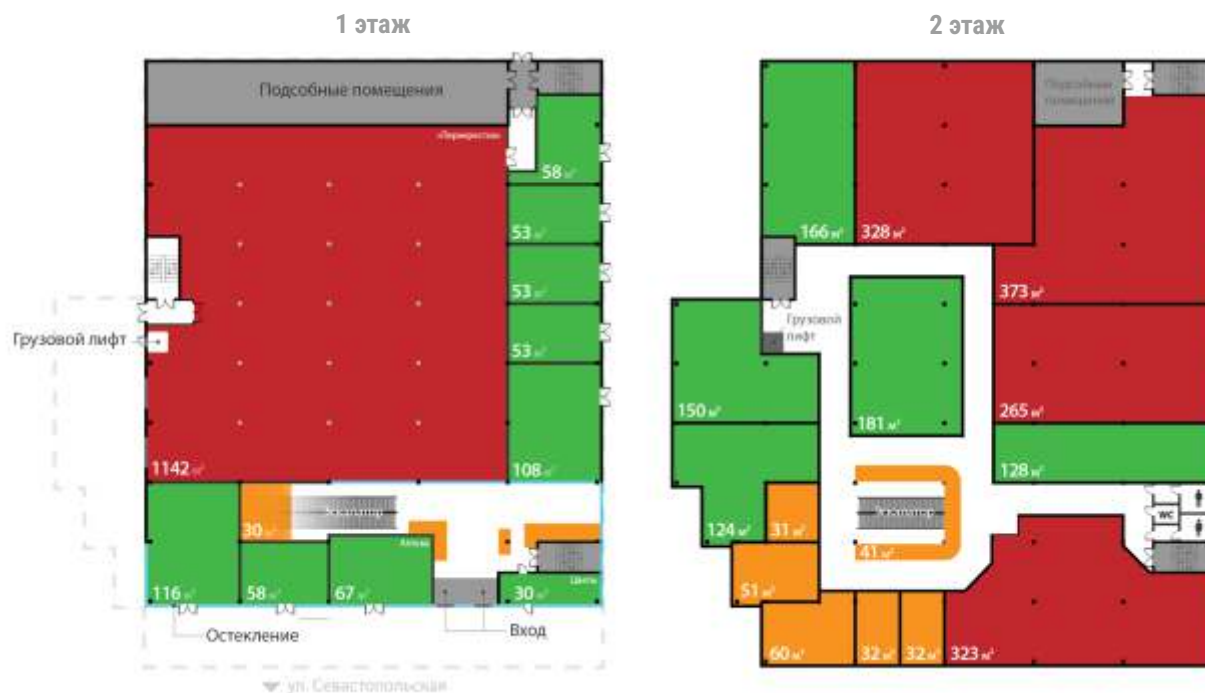 1 этаж
2 этаж
Подсобные помещения
«Перекресток»
58 м²
53 м²
53 м²
53 м²
Грузовой лифт
1142 м²
108 м²
30 м²
Эскалатор
Аптека
Цветы
116 м²
58 м²
67 м²
30 м²
Остекление
Вход
ул. Севастопольская
Подсобные
помещения
166 м²
328 м²
373 м²
Грузовой
лифт
150 м²
181 м²
265 м²
128 м²
124 м²
31 м²
Эскалатор
WC
41 м²
51 м²
60 м²
32 м²
32 м²
323 м²